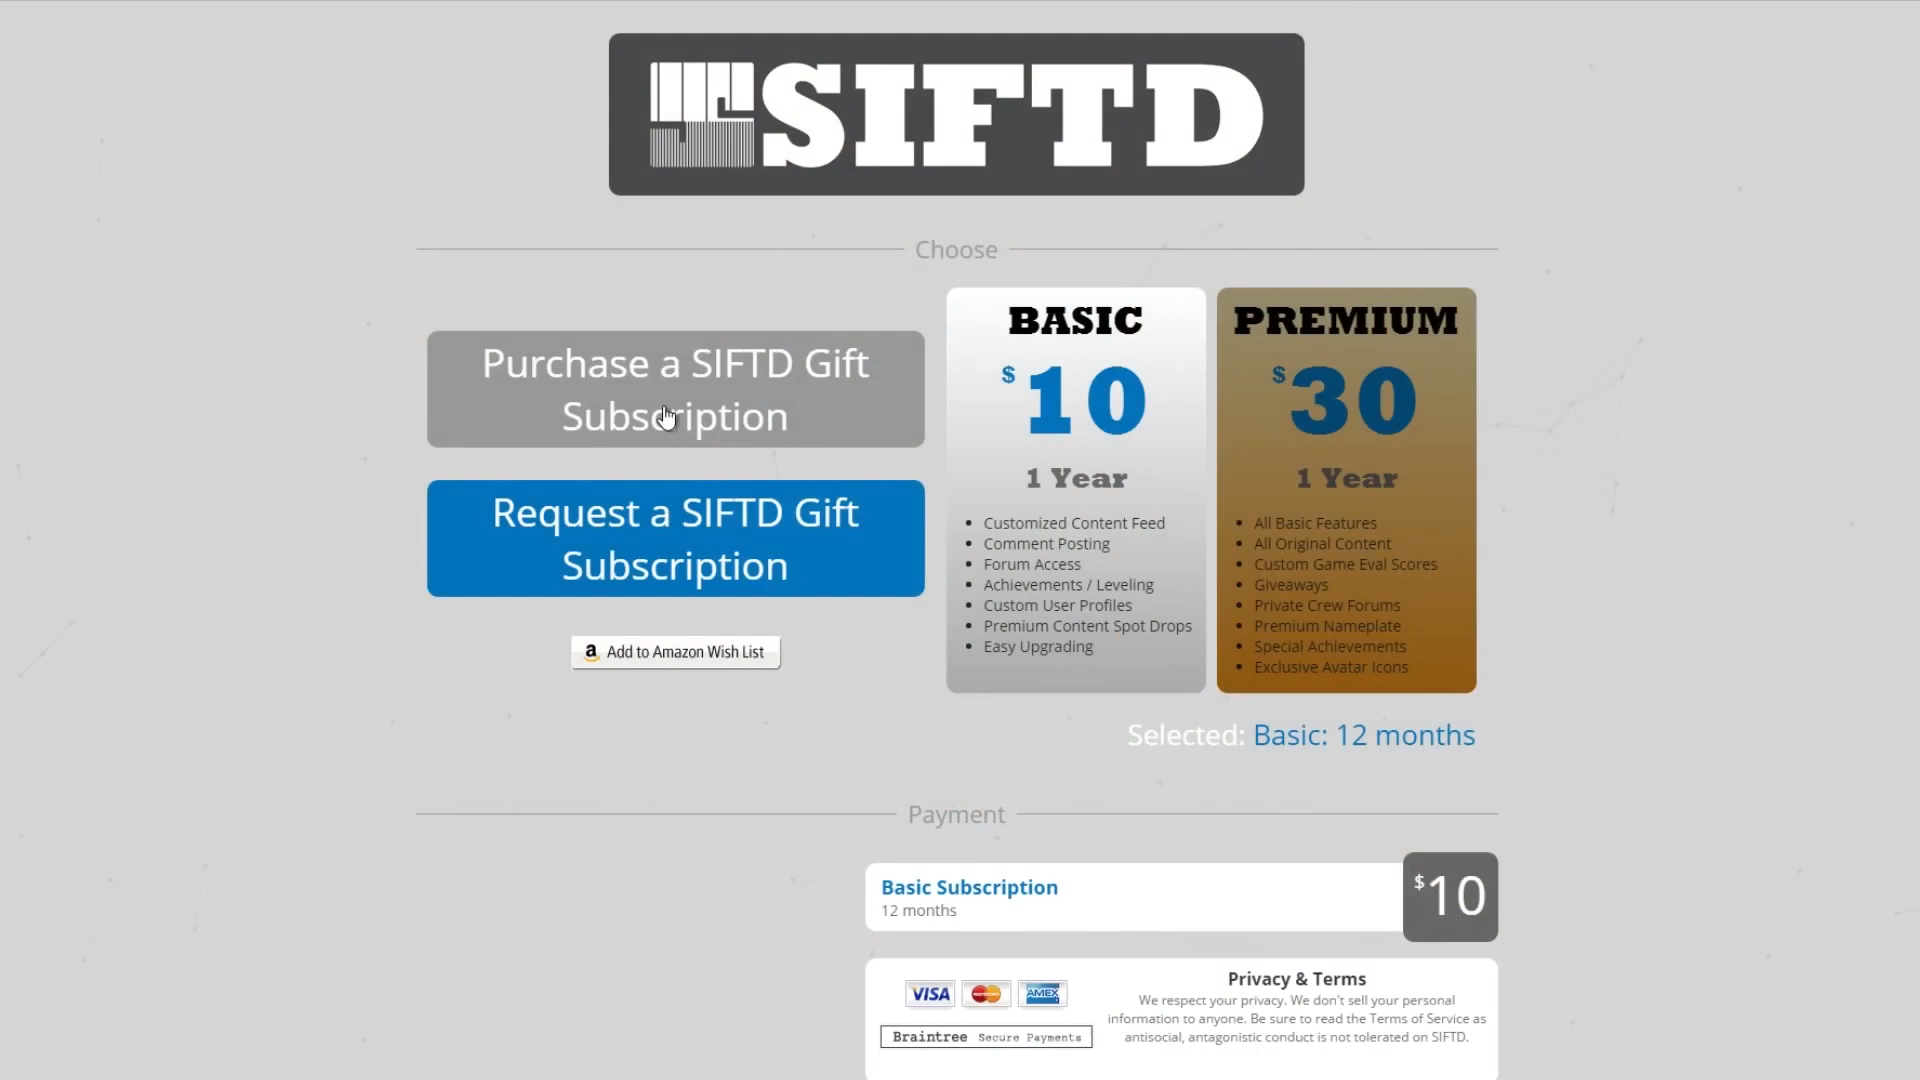 SIFTD
Choose
Purchase a SIFTD Gift
Subscription
Request a SIFTD Gift
Subscription
Add to Amazon Wish List
BASIC
$10
1 Year
• Customized Content Feed
• Comment Posting
• Forum Access
• Achievements / Leveling
• Custom User Profiles
• Premium Content Spot Drops
• Easy Upgrading
PREMIUM
$30
1 Year
• All Basic Features
• All Original Content
• Custom Game Eval Scores
• Giveaways
• Private Crew Forums
• Premium Nameplate
• Special Achievements
• Exclusive Avatar Icons
Selected: Basic: 12 months
Payment
Basic Subscription
12 months
$10
VISA MasterCard AMEX
Braintree Secure Payments
Privacy & Terms
We respect your privacy. We don't sell your personal
information to anyone. Be sure to read the Terms of Service as
antisocial, antagonistic conduct is not tolerated on SIFTD.